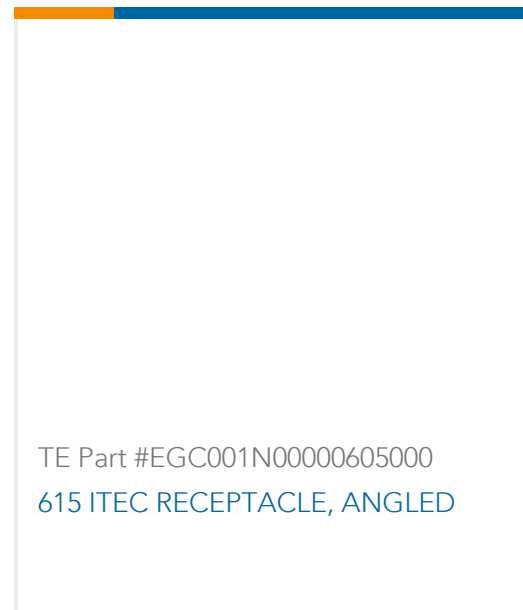 TE Part #EGC001N00000605000
615 ITEC RECEPTACLE, ANGLED